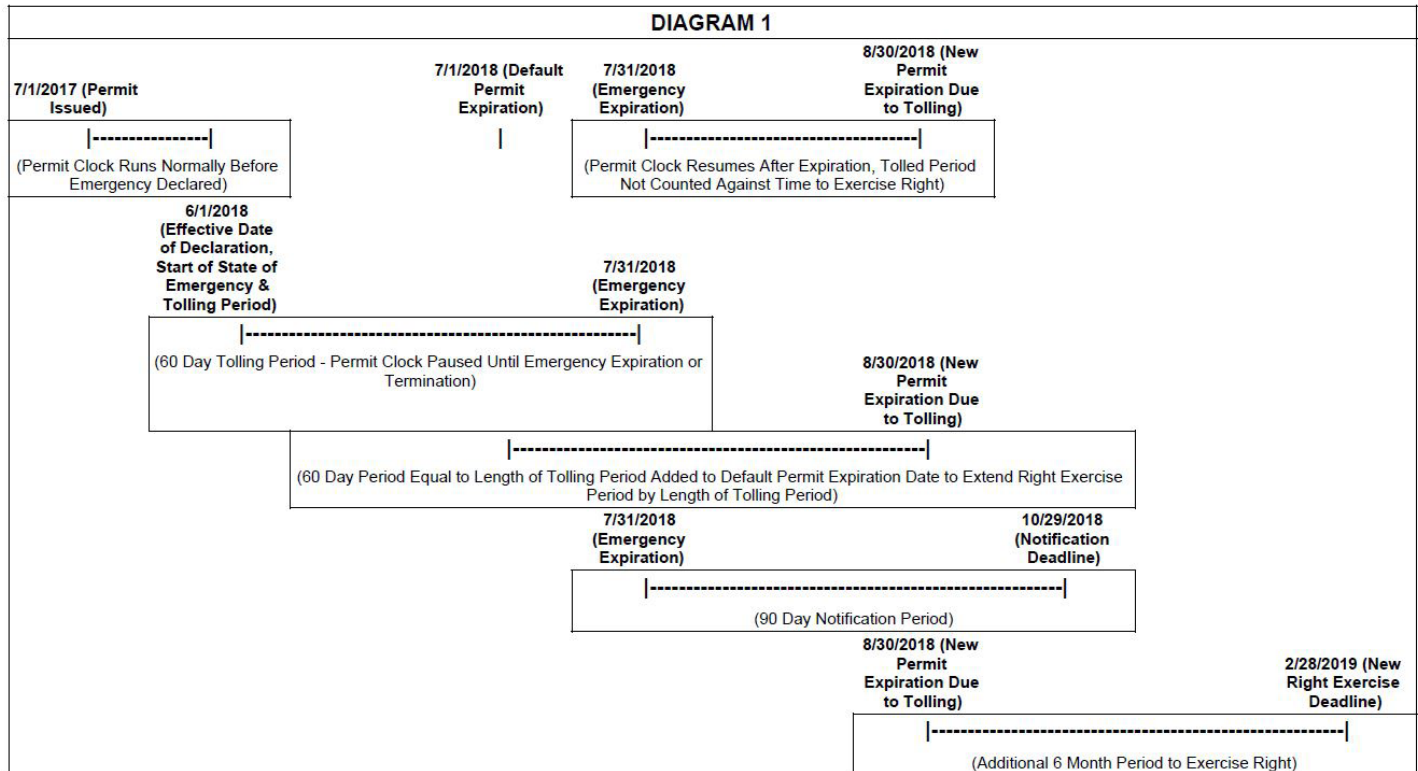 DIAGRAM 1
7/1/2017 (Permit
Issued)
7/1/2018 (Default
Permit
Expiration)
7/31/2018
(Emergency
Expiration)
8/30/2018 (New
Permit
Expiration Due
to Tolling)
|----------------|
|
|-------------------------------------|
(Permit Clock Runs Normally Before
Emergency Declared)
(Permit Clock Resumes After Expiration, Tolled Period
Not Counted Against Time to Exercise Right)
6/1/2018
(Effective Date
of Declaration,
Start of State of
Emergency &
Tolling Period)
7/31/2018
(Emergency
Expiration)
|------------------------------------------------------|
(60 Day Tolling Period - Permit Clock Paused Until Emergency Expiration or
Termination)
8/30/2018 (New
Permit
Expiration Due
to Tolling)
|---------------------------------------------------------|
(60 Day Period Equal to Length of Tolling Period Added to Default Permit Expiration Date to Extend Right Exercise
Period by Length of Tolling Period)
7/31/2018
(Emergency
Expiration)
10/29/2018
(Notification
Deadline)
|---------------------------------------------------------|
(90 Day Notification Period)
8/30/2018 (New
Permit
Expiration Due
to Tolling)
2/28/2019 (New
Right Exercise
Deadline)
|---------------------------------------------------------|
(Additional 6 Month Period to Exercise Right)